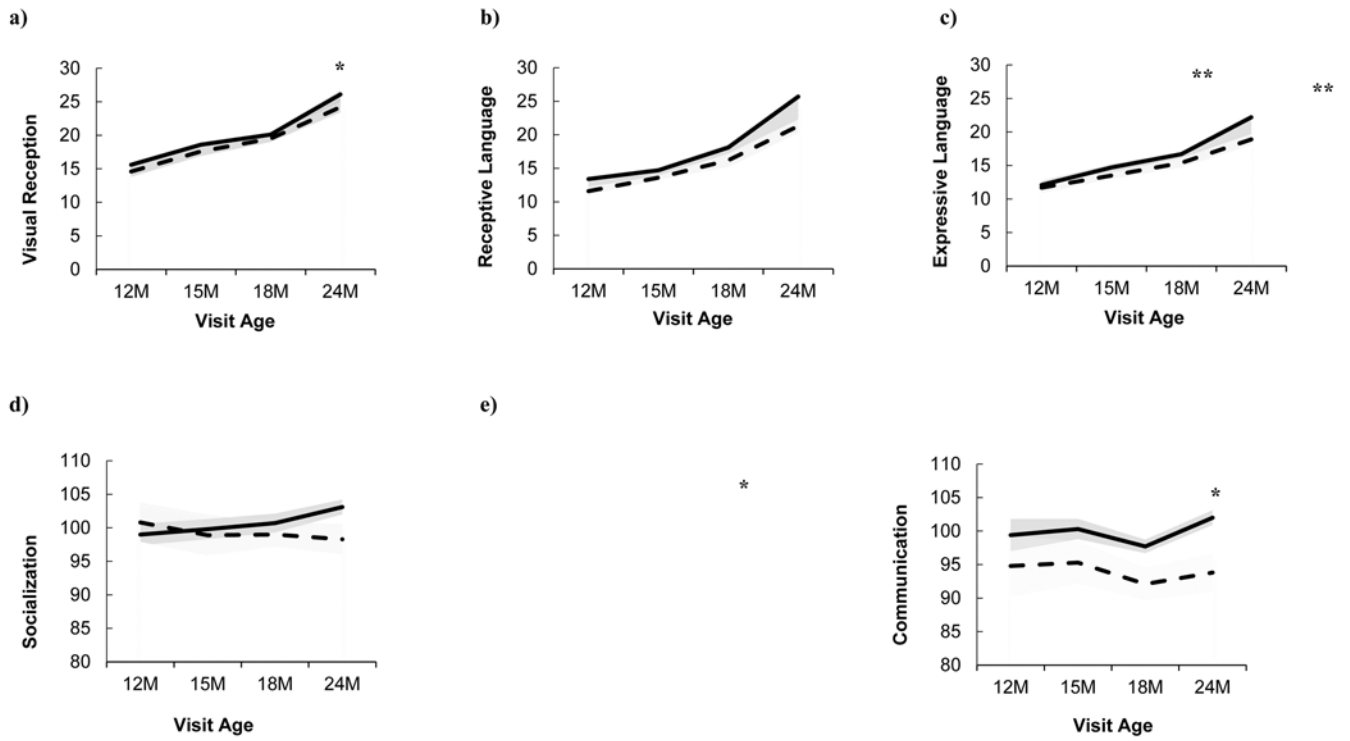 a)
b)
c)
Visual Reception
30
25
20
15
10
5
0
*
12M 15M 18M 24M
Visit Age
Receptive Language
30
25
20
15
10
5
0
12M 15M 18M 24M
Visit Age
Expressive Language
30
25
20
15
10
5
0
**
**
12M 15M 18M 24M
Visit Age
d)
e)
Socialization
110
105
100
95
90
85
80
12M 15M 18M 24M
Visit Age
*
Communication
110
105
100
95
90
85
80
*
12M 15M 18M 24M
Visit Age